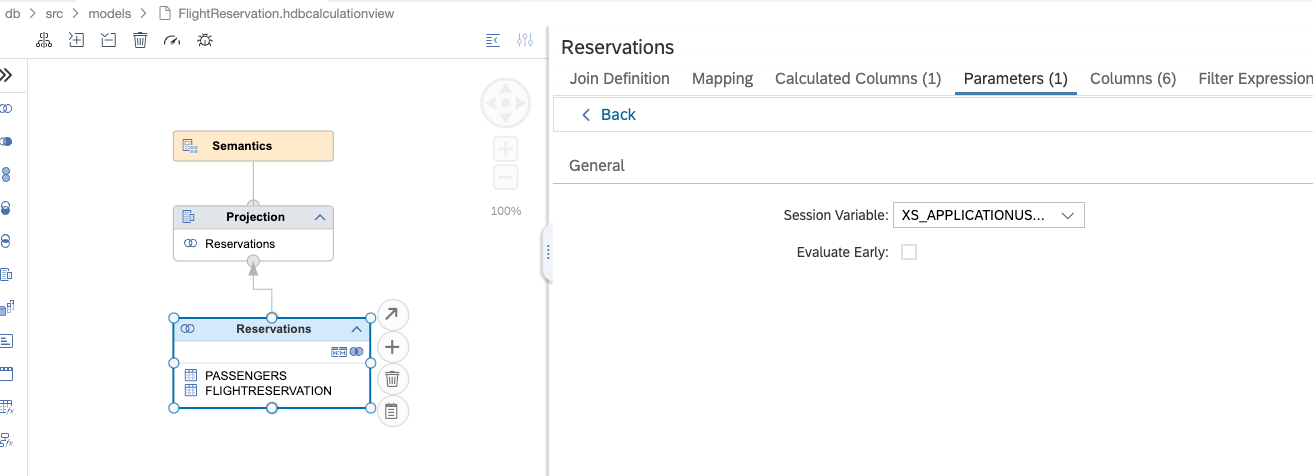 db > src > models > FlightReservation.hdbcalculationview
Reservations
Join Definition Mapping Calculated Columns (1) Parameters (1) Columns (6) Filter Expression
Back
General
Session Variable: XS_APPLICATIONUS...
Evaluate Early:
Semantics
Projection
Reservations
100%
Reservations
PASSENGERS
FLIGHTRESERVATION